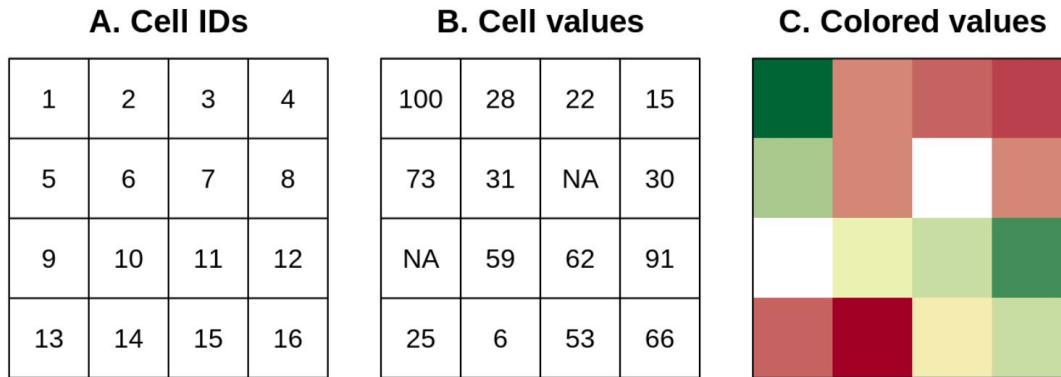 A. Cell IDs B. Cell values C. Colored values
1 2 3 4 100 28 22 15
5 6 7 8 73 31 NA 30
9 10 11 12 NA 59 62 91
13 14 15 16 25 6 53 66